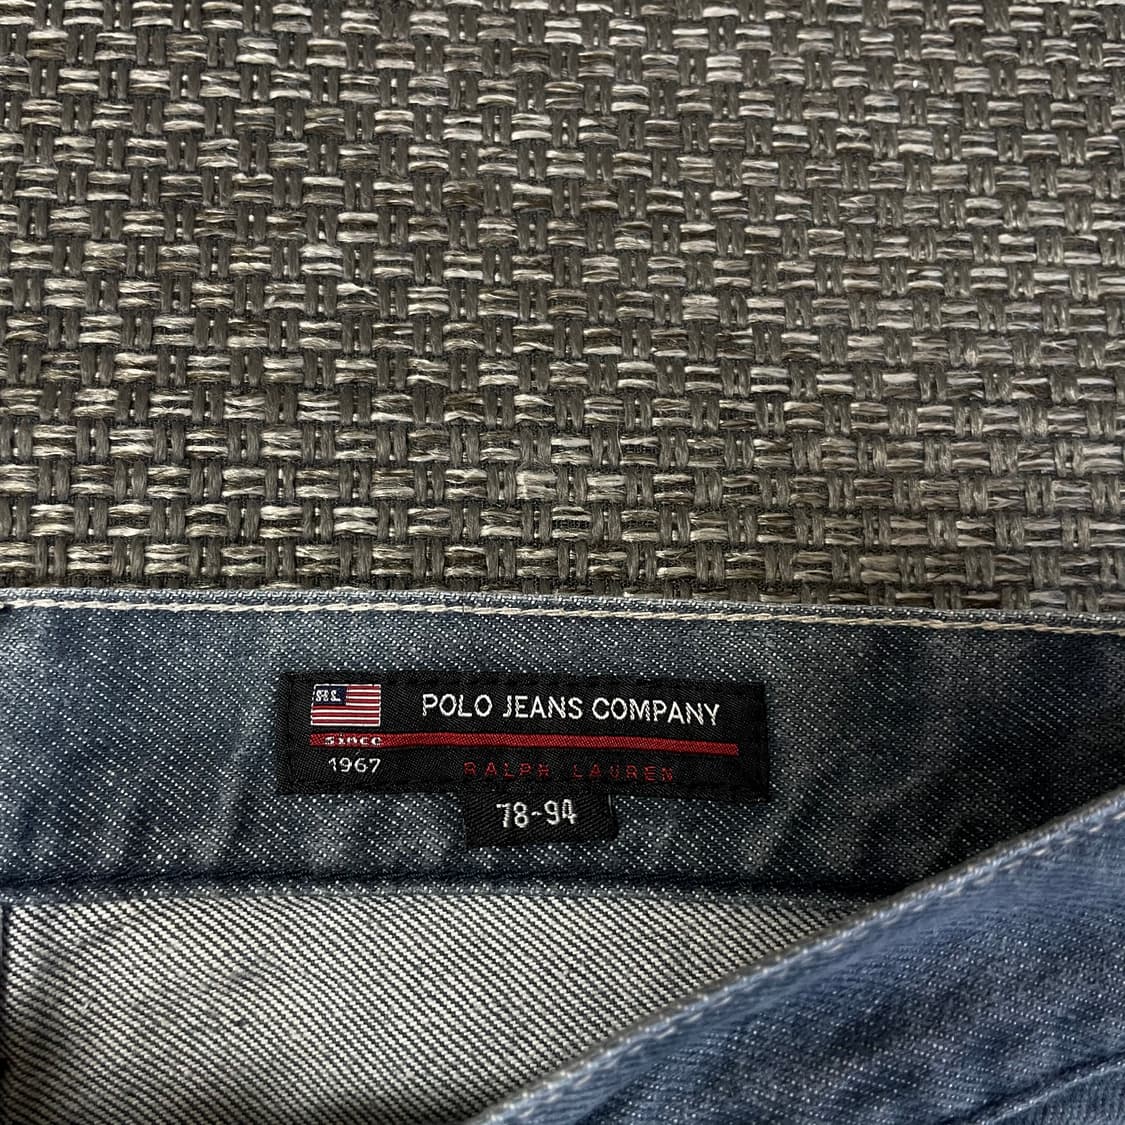 POLO JEANS COMPANY
since
1967
RALPH LAUREN
78-94